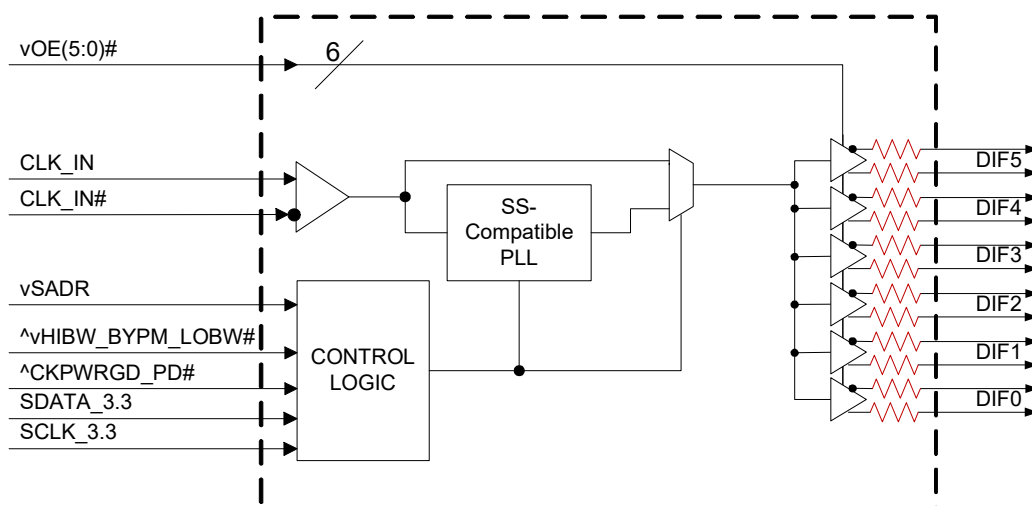 vOE(5:0)#
6
CLK_IN
CLK_IN#
SS-
Compatible
PLL
DIF5
DIF4
DIF3
DIF2
DIF1
DIF0
vSADR
^vHIBW_BYPM_LOBW#
^CKPWRGD_PD#
SDATA_3.3
SCLK_3.3
CONTROL
LOGIC